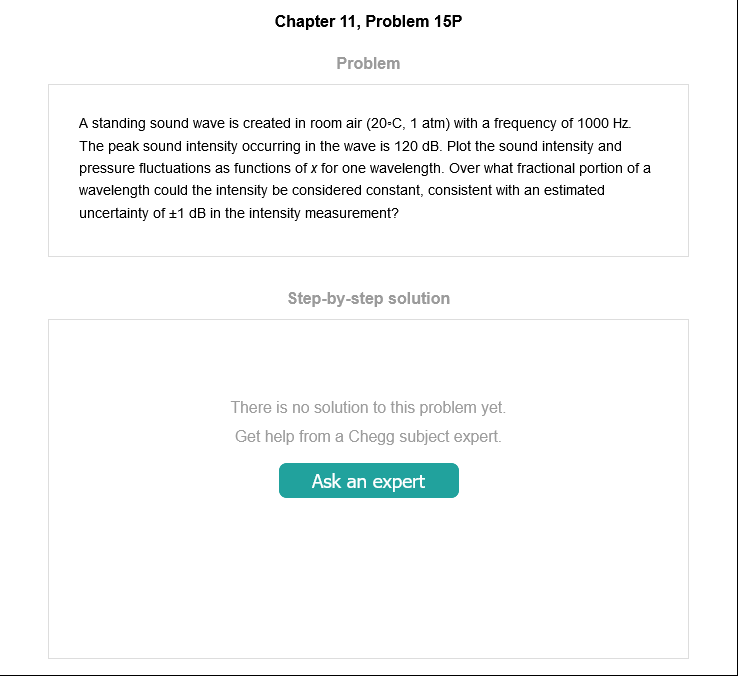 Chapter 11, Problem 15P
Problem
A standing sound wave is created in room air (20∘C, 1 atm) with a frequency of 1000 Hz.
The peak sound intensity occurring in the wave is 120 dB. Plot the sound intensity and
pressure fluctuations as functions of x for one wavelength. Over what fractional portion of a
wavelength could the intensity be considered constant, consistent with an estimated
uncertainty of ±1 dB in the intensity measurement?
Step-by-step solution
There is no solution to this problem yet.
Get help from a Chegg subject expert.
Ask an expert